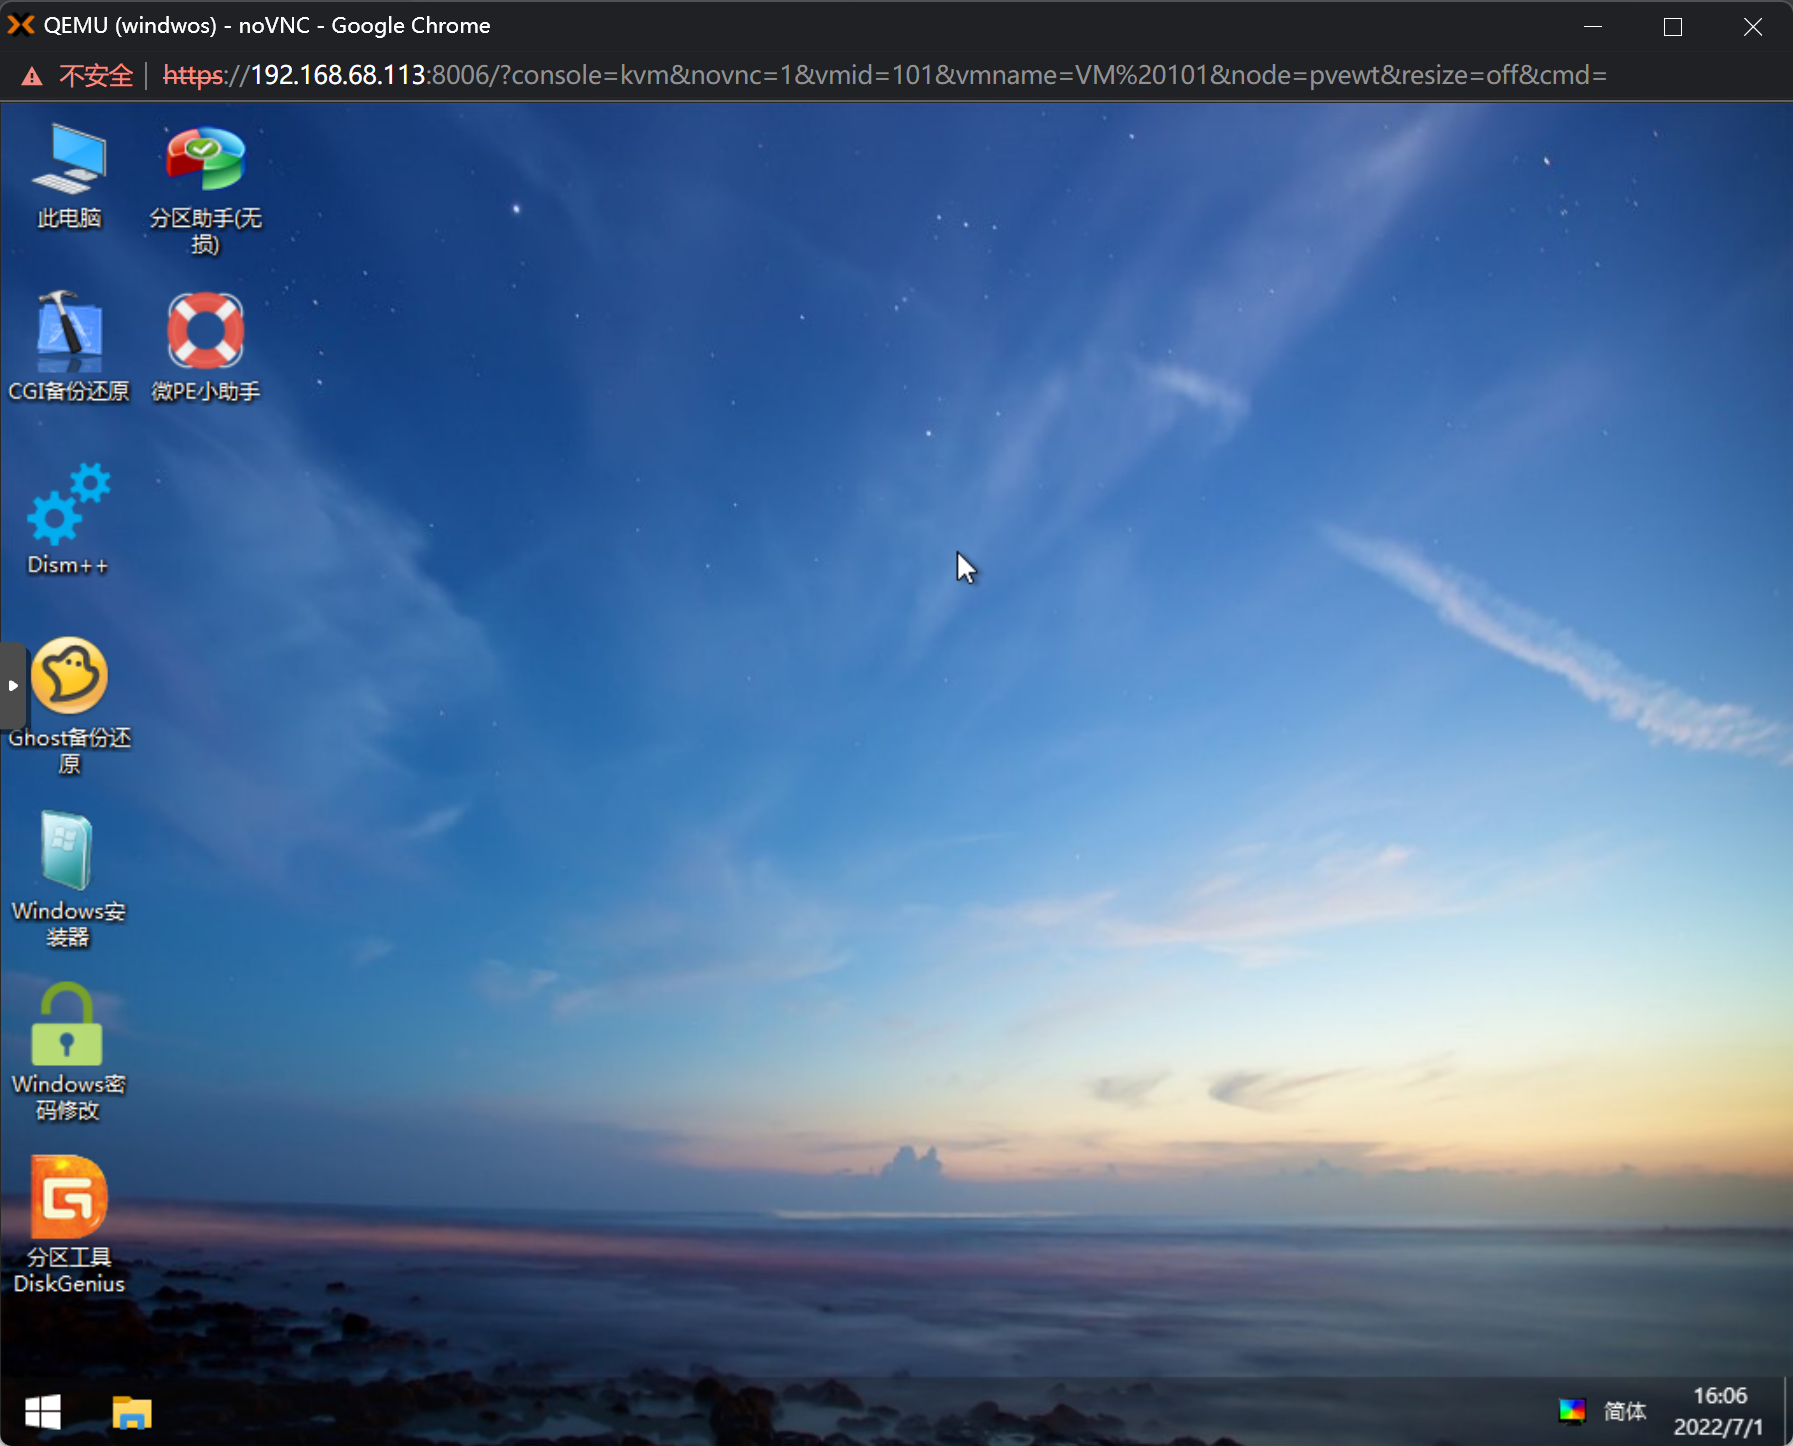 QEMU (windwos) - noVNC - Google Chrome
不安全 https://192.168.68.113:8006/?console=kvm&novnc=1&vmid=101&vmname=VM%20101&node=pvewt&resize=off&cmd=
此电脑
分区助手(无
损)
CGI备份还原
微PE小助手
Dism++
Ghost备份还
原
Windows安
装器
Windows密
码修改
分区工具
DiskGenius
简体
16:06
2022/7/1